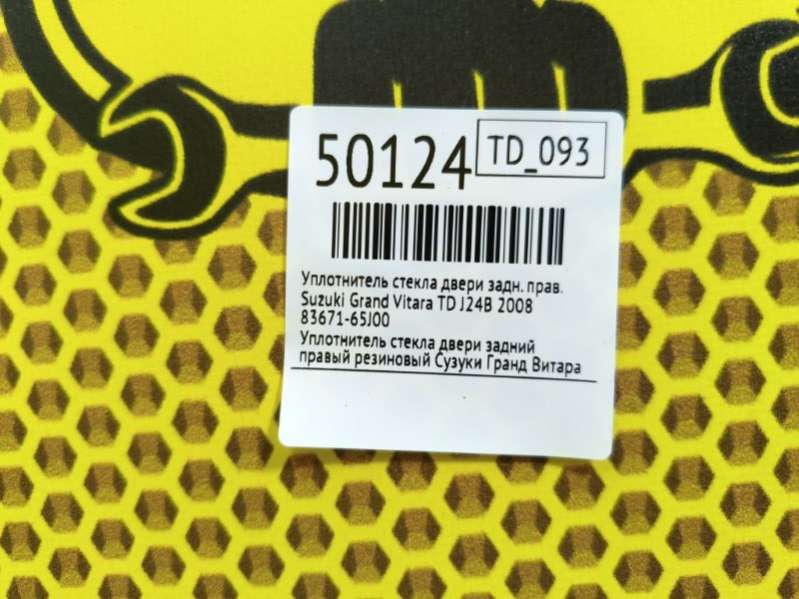 50124
TD_093
Уплотнитель стекла двери задн. прав.
Suzuki Grand Vitara TD J24B 2008
83671-65J00
Уплотнитель стекла двери задний
правый резиновый Сузуки Гранд Витара